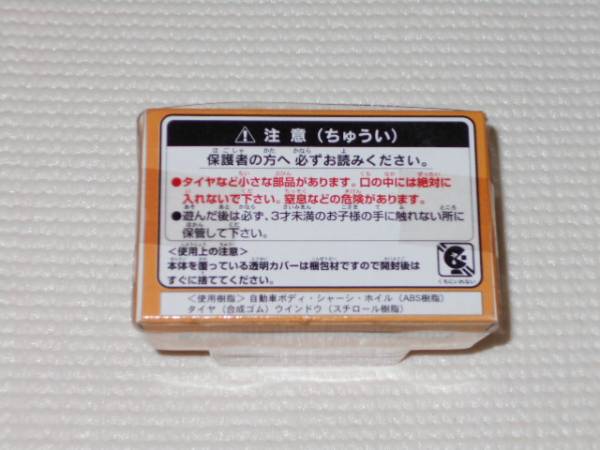 ⚠ 注意（ちゅうい）
保護者の方へ 必ずお読みください。
●タイヤなど小さな部品があります。口の中には絶対に
入れないで下さい。窒息などの危険があります。
●遊んだ後は必ず、3才未満のお子様の手に触れない所に
保管して下さい。
＜使用上の注意＞
本体を覆っている透明カバーは梱包材ですので開封後は
すぐに捨ててください。
くちにいれない
〈使用樹脂〉自動車ボディ・シャーシ・ホイル（ABS樹脂）
タイヤ（合成ゴム）ウインドウ（スチロール樹脂）